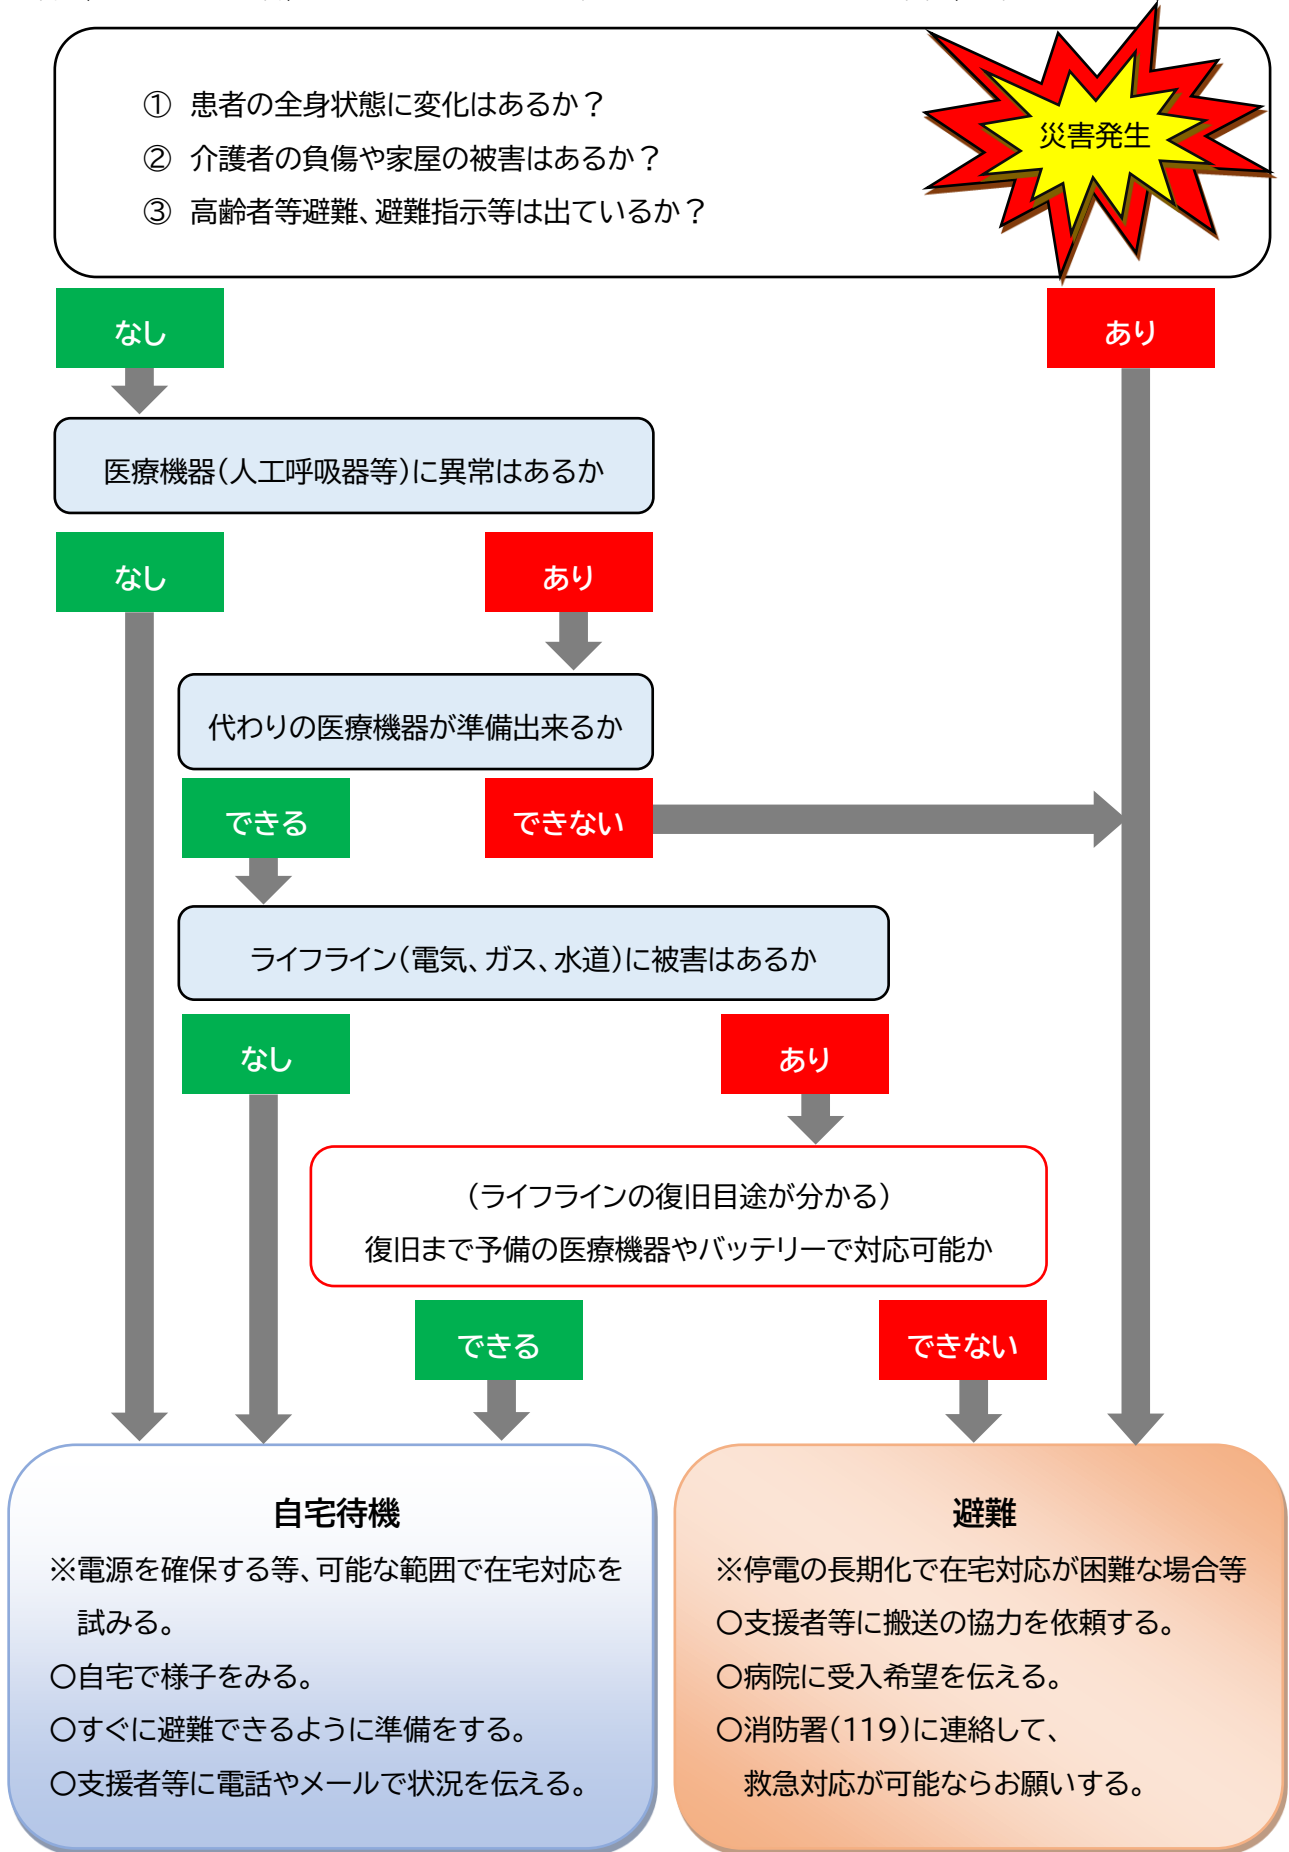 ① 患者の全身状態に変化はあるか？
② 介護者の負傷や家屋の被害はあるか？
③ 高齢者等避難、避難指示等は出ているか？
災害発生
なし
あり
医療機器（人工呼吸器等）に異常はあるか
なし
あり
代わりの医療機器が準備出来るか
できる
できない
ライフライン（電気、ガス、水道）に被害はあるか
なし
あり
（ライフラインの復旧目途が分かる）
復旧まで予備の医療機器やバッテリーで対応可能か
できる
できない
自宅待機
※電源を確保する等、可能な範囲で在宅対応を
試みる。
〇自宅で様子をみる。
〇すぐに避難できるように準備をする。
〇支援者等に電話やメールで状況を伝える。
避難
※停電の長期化で在宅対応が困難な場合等
〇支援者等に搬送の協力を依頼する。
〇病院に受入希望を伝える。
〇消防署（119）に連絡して、
救急対応が可能ならお願いする。